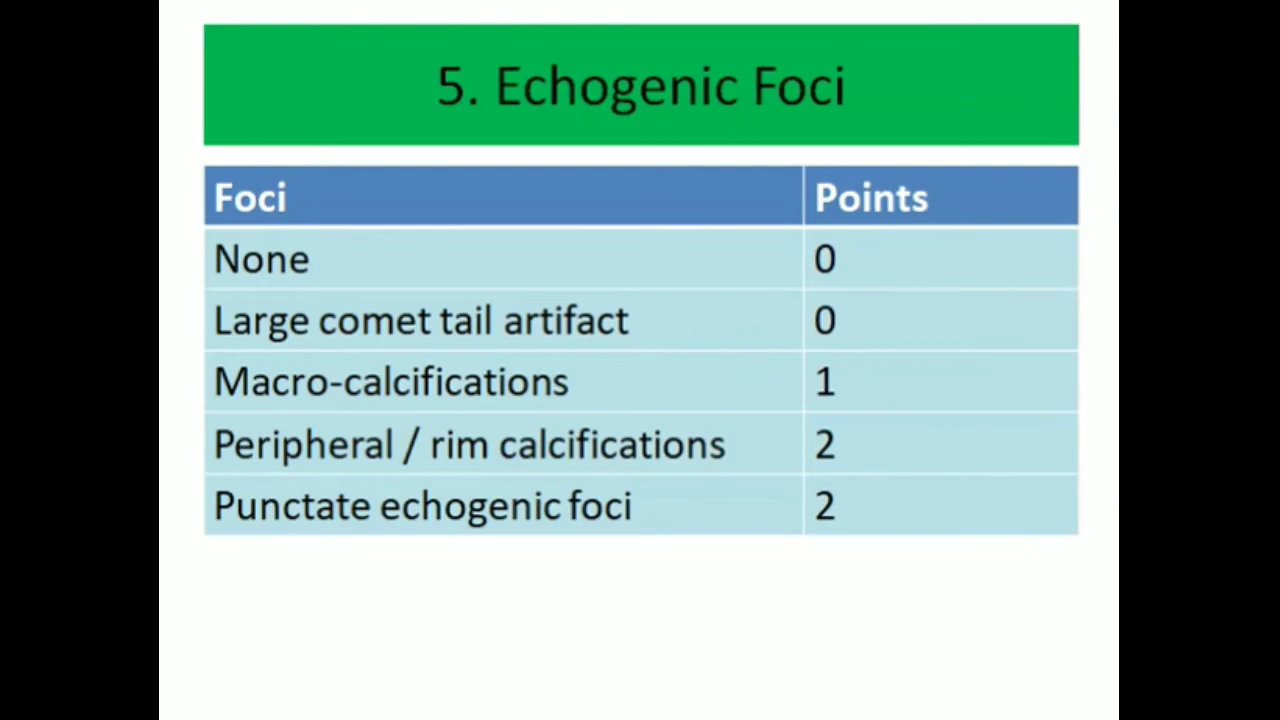 5. Echogenic Foci
Foci Points
None 0
Large comet tail artifact 0
Macro-calcifications 1
Peripheral / rim calcifications 2
Punctate echogenic foci 2